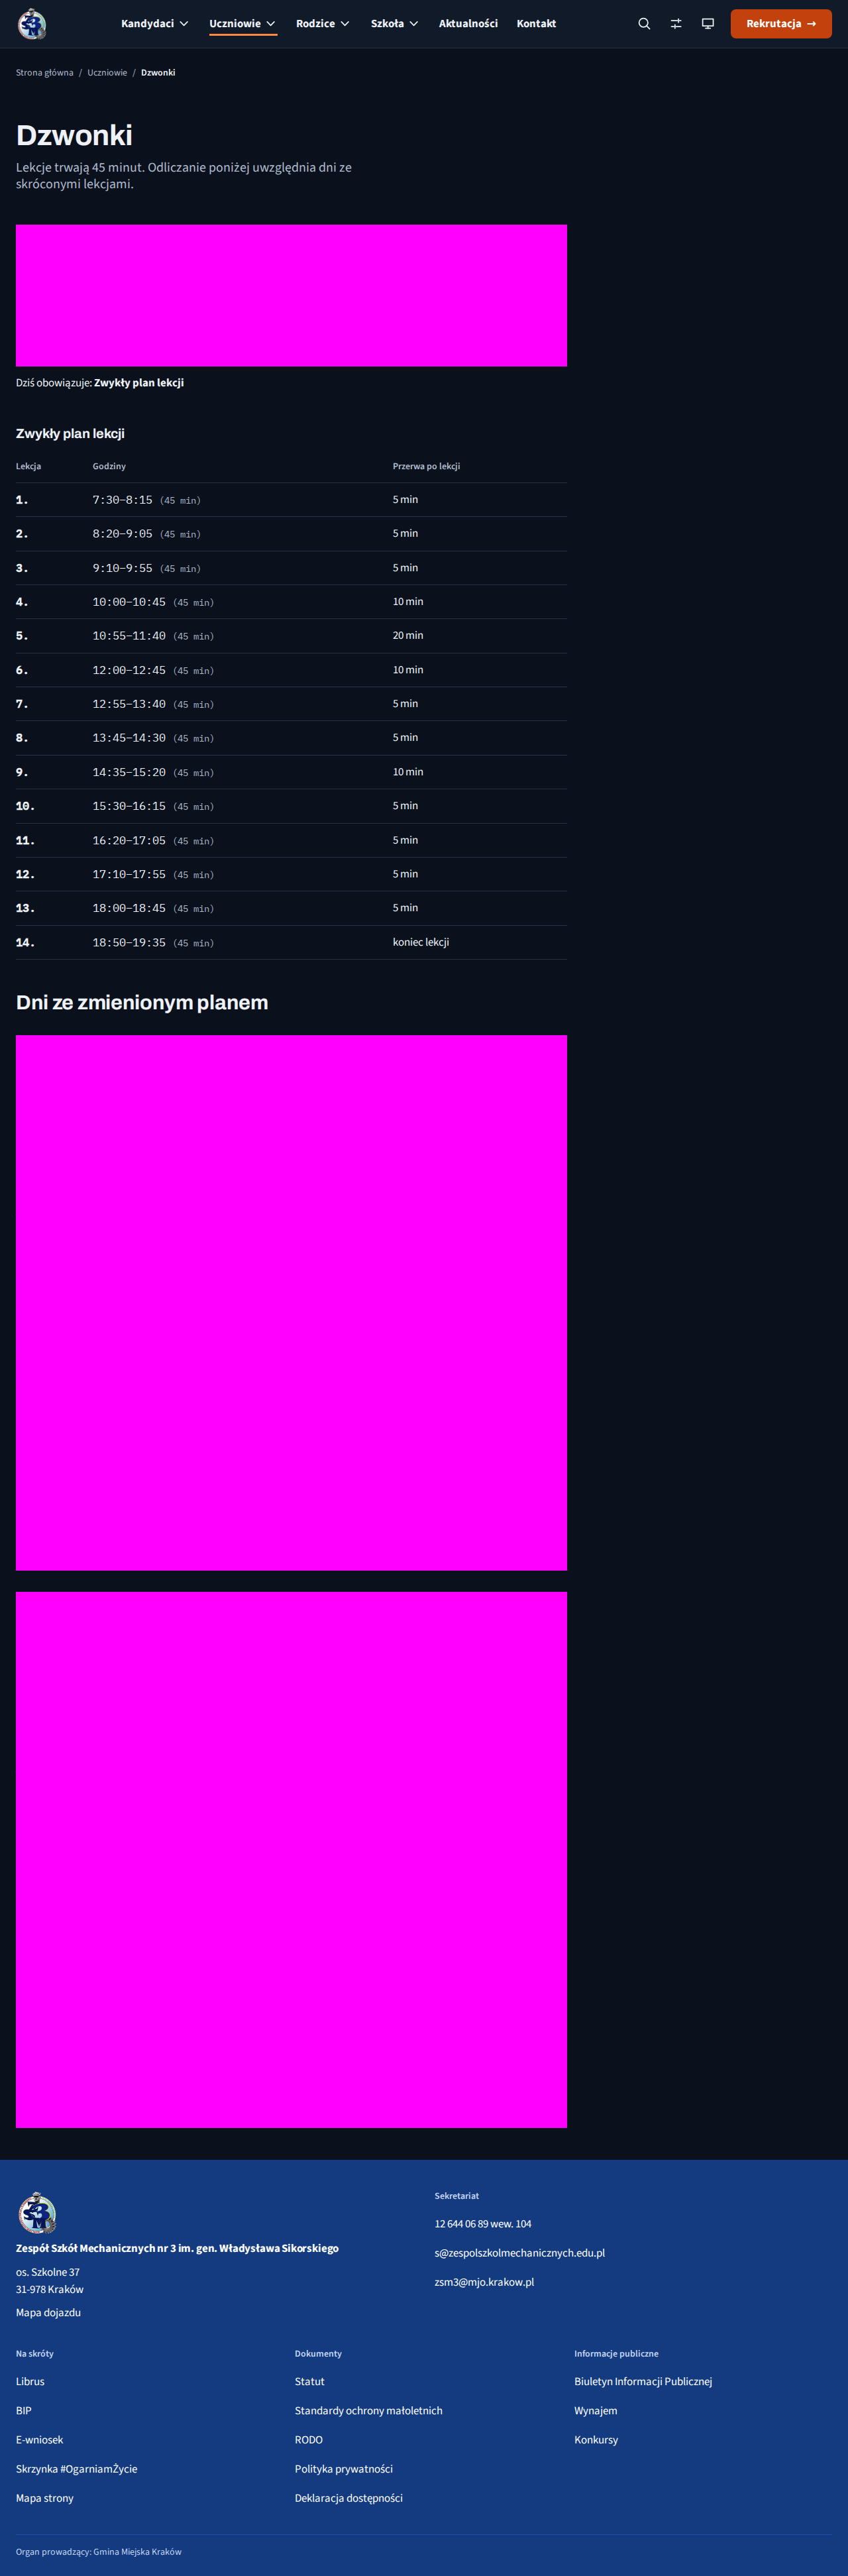 Kandydaci Uczniowie Rodzice Szkoła Aktualności Kontakt Rekrutacja →
Strona główna / Uczniowie / Dzwonki
Dzwonki
Lekcje trwają 45 minut. Odliczanie poniżej uwzględnia dni ze
skróconymi lekcjami.
Dziś obowiązuje: Zwykły plan lekcji
Zwykły plan lekcji
Lekcja Godziny Przerwa po lekcji
1. 7:30–8:15 (45 min) 5 min
2. 8:20–9:05 (45 min) 5 min
3. 9:10–9:55 (45 min) 5 min
4. 10:00–10:45 (45 min) 10 min
5. 10:55–11:40 (45 min) 20 min
6. 12:00–12:45 (45 min) 10 min
7. 12:55–13:40 (45 min) 5 min
8. 13:45–14:30 (45 min) 5 min
9. 14:35–15:20 (45 min) 10 min
10. 15:30–16:15 (45 min) 5 min
11. 16:20–17:05 (45 min) 5 min
12. 17:10–17:55 (45 min) 5 min
13. 18:00–18:45 (45 min) 5 min
14. 18:50–19:35 (45 min) koniec lekcji
Dni ze zmienionym planem
Zespół Szkół Mechanicznych nr 3 im. gen. Władysława Sikorskiego
os. Szkolne 37
31-978 Kraków
Mapa dojazdu
Sekretariat
12 644 06 89 wew. 104
s@zespolszkolmechanicznych.edu.pl
zsm3@mjo.krakow.pl
Na skróty
Librus
BIP
E-wniosek
Skrzynka #OgarniamŻycie
Mapa strony
Dokumenty
Statut
Standardy ochrony małoletnich
RODO
Polityka prywatności
Deklaracja dostępności
Informacje publiczne
Biuletyn Informacji Publicznej
Wynajem
Konkursy
Organ prowadzący: Gmina Miejska Kraków